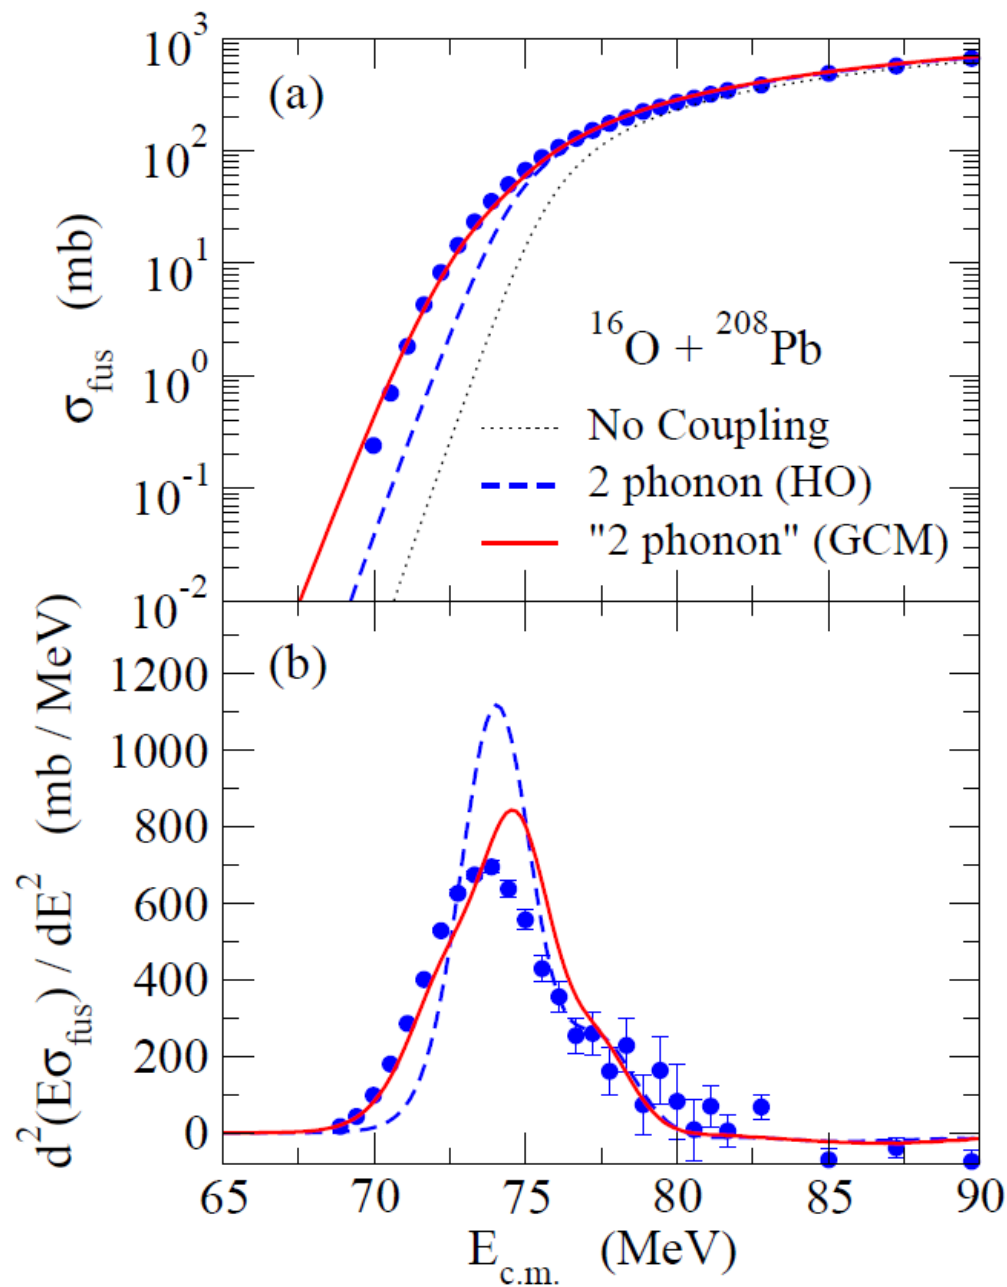 (a)
10^3
10^2
10^1
10^0
10^-1
10^-2
σ_fus (mb)
^16O + ^208Pb
No Coupling
2 phonon (HO)
"2 phonon" (GCM)
(b)
1200
1000
800
600
400
200
0
d^2(Eσ_fus) / dE^2 (mb / MeV)
65 70 75 80 85 90
E_c.m. (MeV)